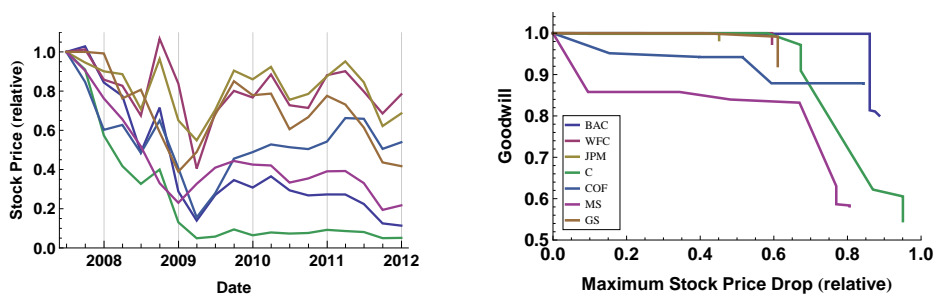 Stock Price (relative)
1.0
0.8
0.6
0.4
0.2
0.0
2008 2009 2010 2011 2012
Date
Goodwill
1.0
0.9
0.8
0.7
0.6
0.5
BAC
WFC
JPM
C
COF
MS
GS
0.0 0.2 0.4 0.6 0.8 1.0
Maximum Stock Price Drop (relative)